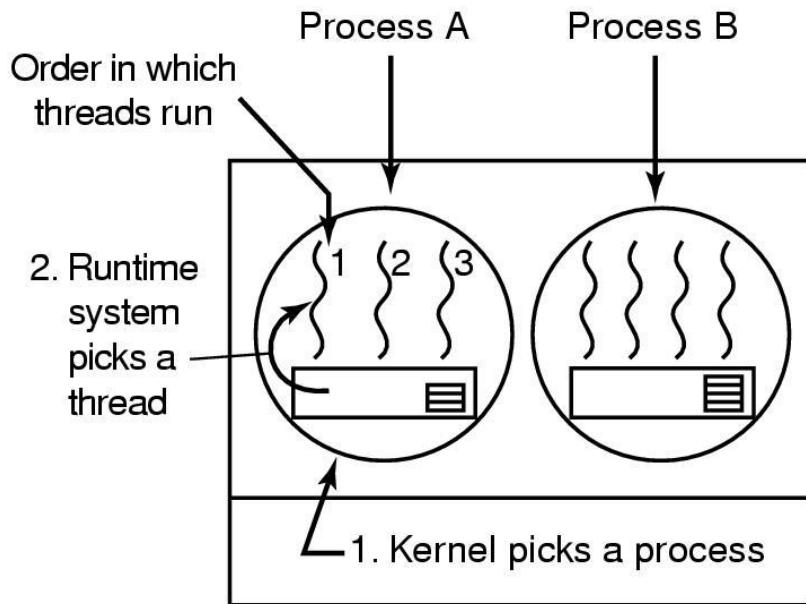 Process A
Process B
Order in which
threads run
1
2
3
2. Runtime
system
picks a
thread
1. Kernel picks a process